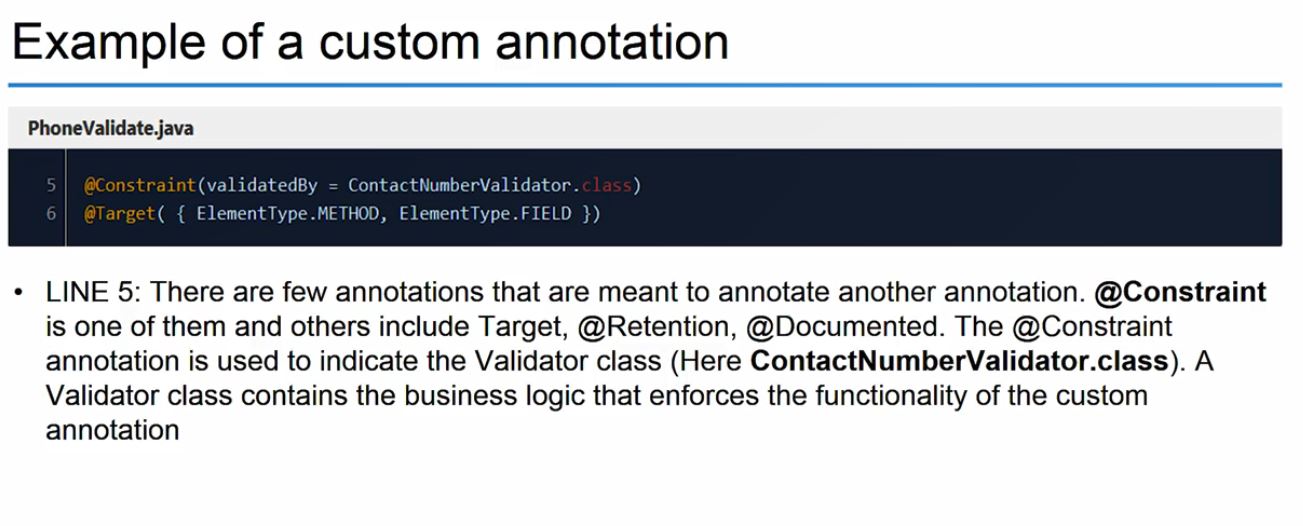 Example of a custom annotation
PhoneValidate.java
5 @Constraint(validatedBy = ContactNumberValidator.class)
6 @Target( { ElementType.METHOD, ElementType.FIELD })
• LINE 5: There are few annotations that are meant to annotate another annotation. @Constraint
is one of them and others include Target, @Retention, @Documented. The @Constraint
annotation is used to indicate the Validator class (Here ContactNumberValidator.class). A
Validator class contains the business logic that enforces the functionality of the custom
annotation